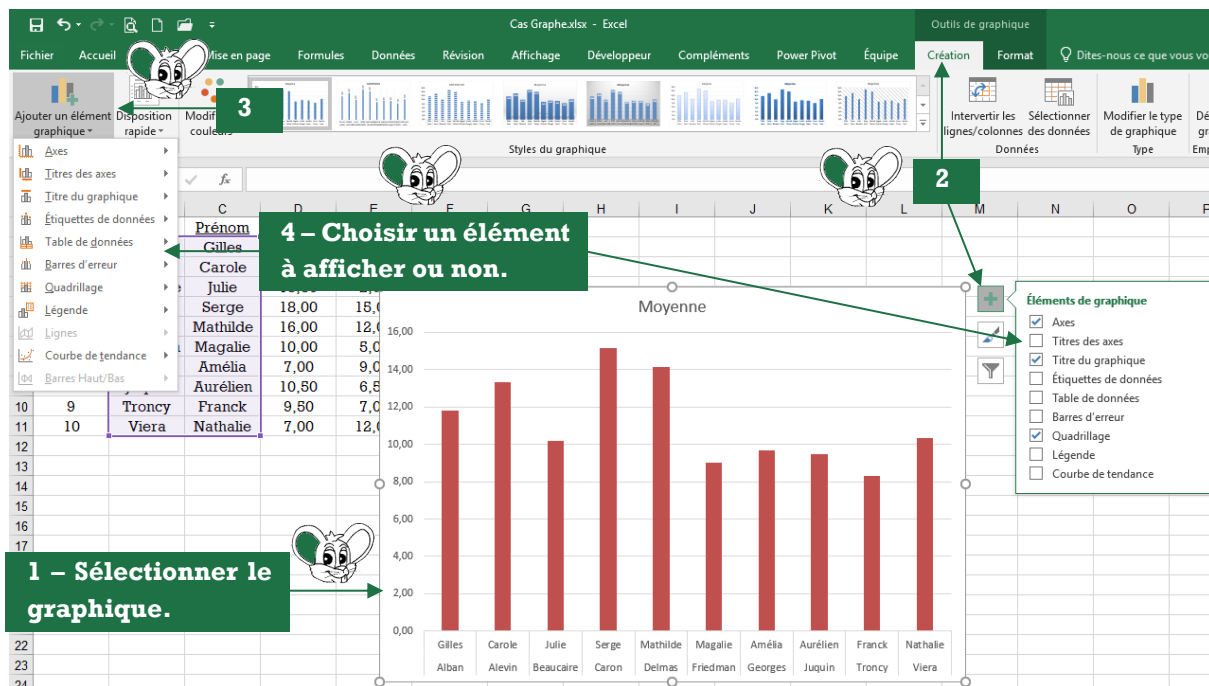 Cas Graphe.xlsx - Excel
Outils de graphique
Fichier Accueil Mise en page Formules Données Révision Affichage Développeur Compléments Power Pivot Équipe Création Format Dites-nous ce que vous
Ajouter un élément graphique
Disposition rapide
3
Intervertir les lignes/colonnes
Sélectionner des données
Modifier le type de graphique
Styles du graphique
Données
Type
2
Axes
Titres des axes
Titre du graphique
Étiquettes de données
Table de données
Barres d'erreur
Quadrillage
Légende
Lignes
Courbe de tendance
Barres Haut/Bas
fx
C D E F G H I J K L M N O
Prénom
Gilles
Carole
Julie
Serge 18,00
Mathilde 16,00
Magalie 10,00
Amélia 7,00
Aurélien 10,50
10 9 Troncy Franck 9,50
11 10 Viera Nathalie 7,00
12
13
14
15
16
17
22
23
24
4 – Choisir un élément
à afficher ou non.
1 – Sélectionner le
graphique.
Moyenne
16,00
14,00
12,00
10,00
8,00
6,00
4,00
2,00
0,00
Gilles Carole Julie Serge Mathilde Magalie Amélia Aurélien Franck Nathalie
Alban Alevin Beaucaire Caron Delmas Friedman Georges Juquin Troncy Viera
Éléments de graphique
Axes
Titres des axes
Titre du graphique
Étiquettes de données
Table de données
Barres d'erreur
Quadrillage
Légende
Courbe de tendance